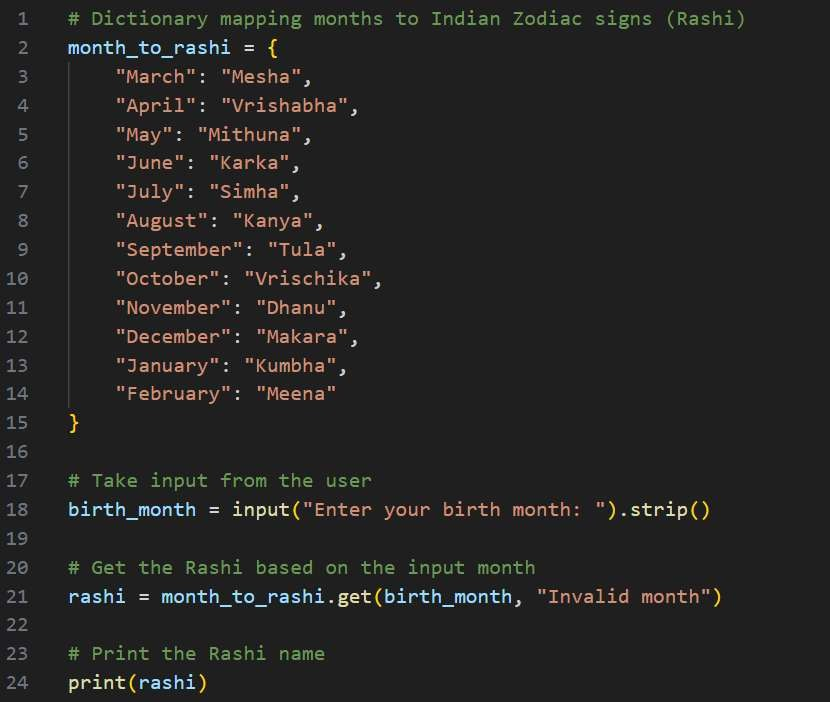 1 # Dictionary mapping months to Indian Zodiac signs (Rashi)
2 month_to_rashi = {
3     "March": "Mesha",
4     "April": "Vrishabha",
5     "May": "Mithuna",
6     "June": "Karka",
7     "July": "Simha",
8     "August": "Kanya",
9     "September": "Tula",
10     "October": "Vrischika",
11     "November": "Dhanu",
12     "December": "Makara",
13     "January": "Kumbha",
14     "February": "Meena"
15 }
16
17 # Take input from the user
18 birth_month = input("Enter your birth month: ").strip()
19
20 # Get the Rashi based on the input month
21 rashi = month_to_rashi.get(birth_month, "Invalid month")
22
23 # Print the Rashi name
24 print(rashi)